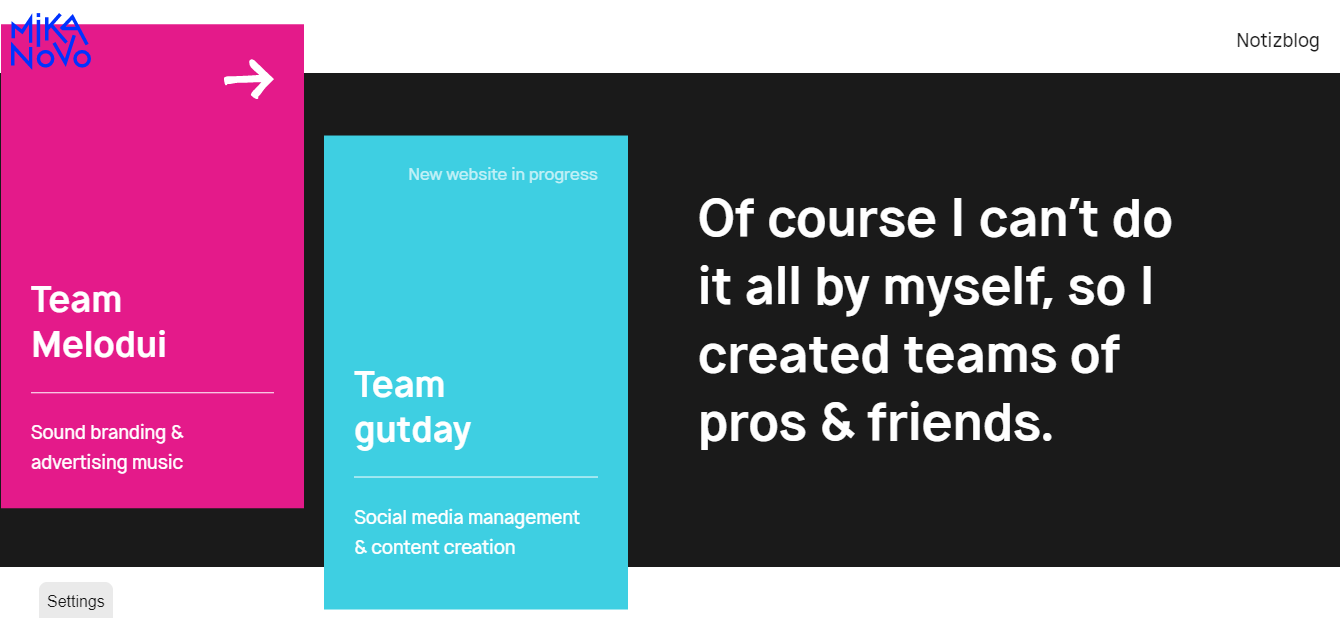 MiKA
NoVo
Notizblog
Team
Melodui
Sound branding &
advertising music
New website in progress
Team
gutday
Social media management
& content creation
Of course I can’t do
it all by myself, so I
created teams of
pros & friends.
Settings